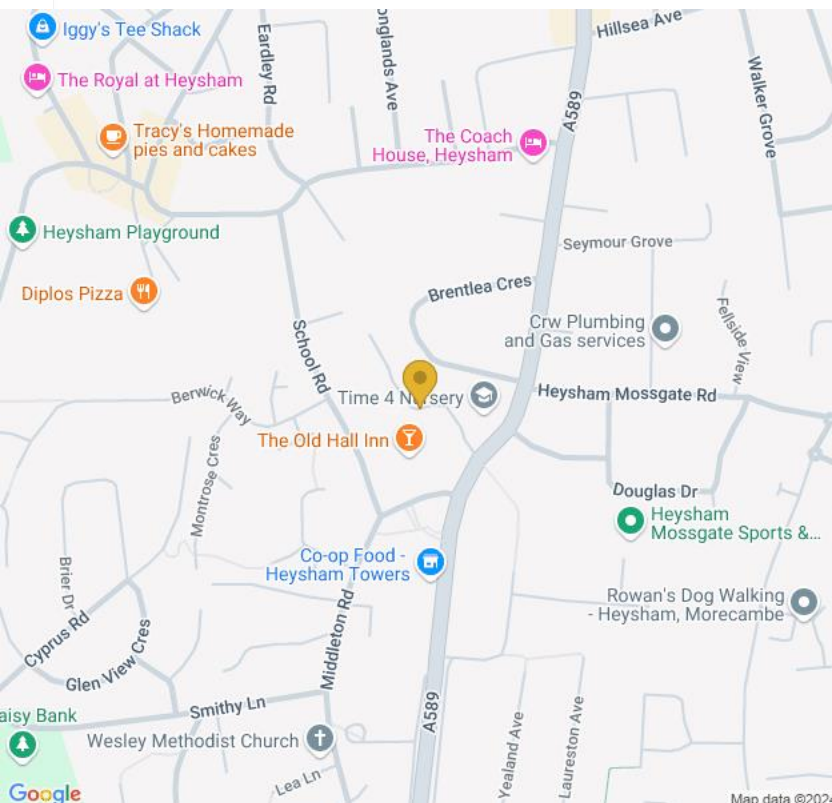 Iggy's Tee Shack
Hillsea Ave
Eardley Rd
onglands Ave
Walker Grove
The Royal at Heysham
A589
Tracy's Homemade
pies and cakes
The Coach
House, Heysham
Heysham Playground
Seymour Grove
Diplos Pizza
Brentlea Cres
Crw Plumbing
and Gas services
Fellside View
School Rd
Berwick Way
Time 4 Nursery
Heysham Mossgate Rd
The Old Hall Inn
Montrose Cres
Douglas Dr
Heysham
Mossgate Sports &...
Co-op Food -
Heysham Towers
Brier Dr
Rowan's Dog Walking
- Heysham, Morecambe
Cyprus Rd
Middleton Rd
Glen View Cres
Smithy Ln
A589
aisy Bank
Wesley Methodist Church
Yealand Ave
Laureston Ave
Lea Ln
Google
Map data ©2024